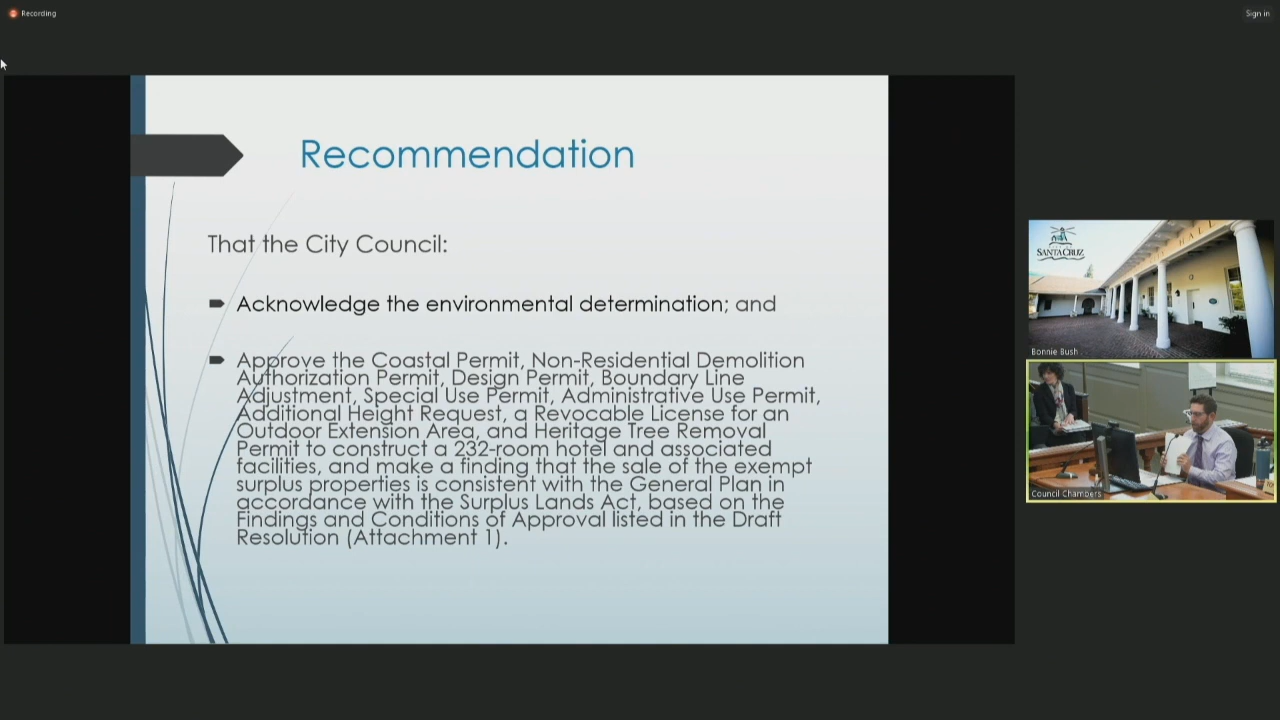 Recording
Sign in
Recommendation
That the City Council:
Acknowledge the environmental determination; and
Approve the Coastal Permit, Non-Residential Demolition
Authorization Permit, Design Permit, Boundary Line
Adjustment, Special Use Permit, Administrative Use Permit,
Additional Height Request, a Revocable License for an
Outdoor Extension Area, and Heritage Tree Removal
Permit to construct a 232-room hotel and associated
facilities, and make a finding that the sale of the exempt
surplus properties is consistent with the General Plan in
accordance with the Surplus Lands Act, based on the
Findings and Conditions of Approval listed in the Draft
Resolution (Attachment 1).
SANTA CRUZ
CITY HALL
Bonnie Bush
Council Chambers